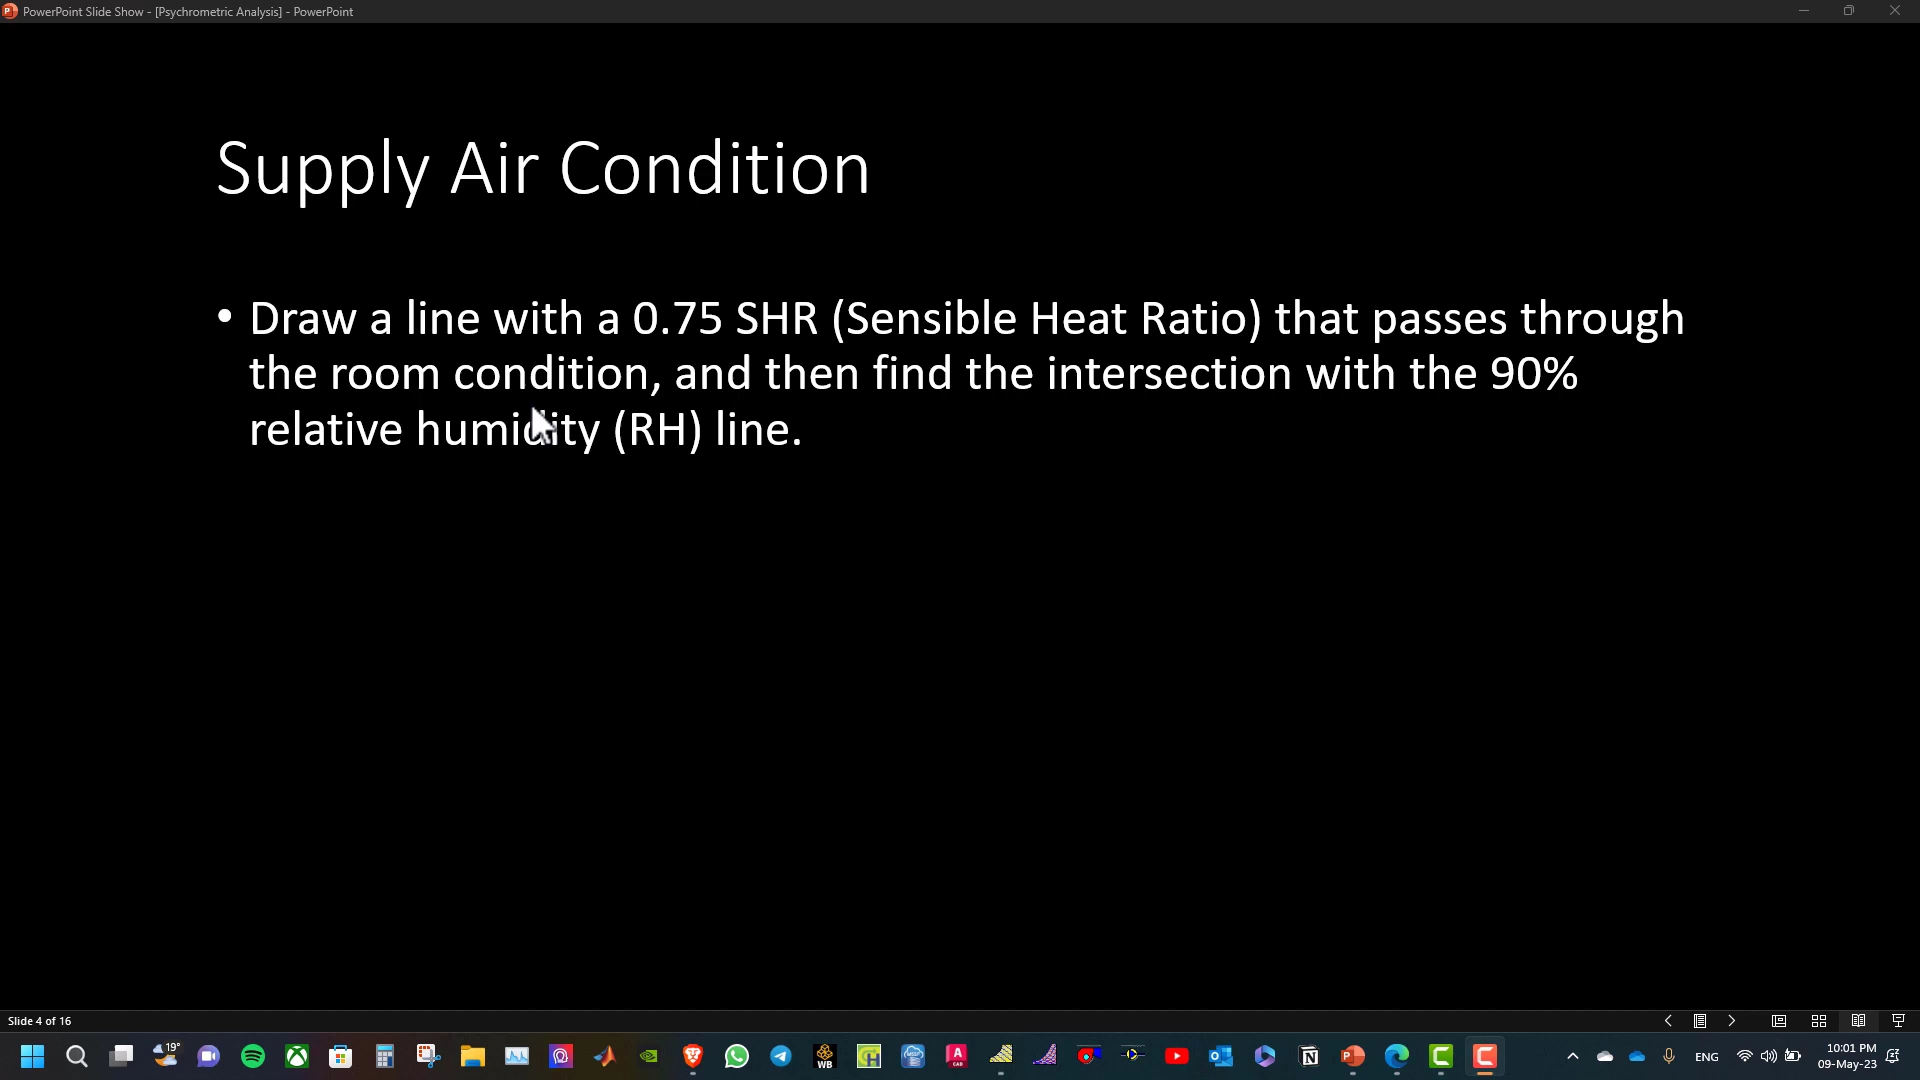 PowerPoint Slide Show - [Psychrometric Analysis] - PowerPoint
Supply Air Condition
• Draw a line with a 0.75 SHR (Sensible Heat Ratio) that passes through
the room condition, and then find the intersection with the 90%
relative humidity (RH) line.
Slide 4 of 16
19°
WB
A
CAD
N
ENG
10:01 PM
09-May-23